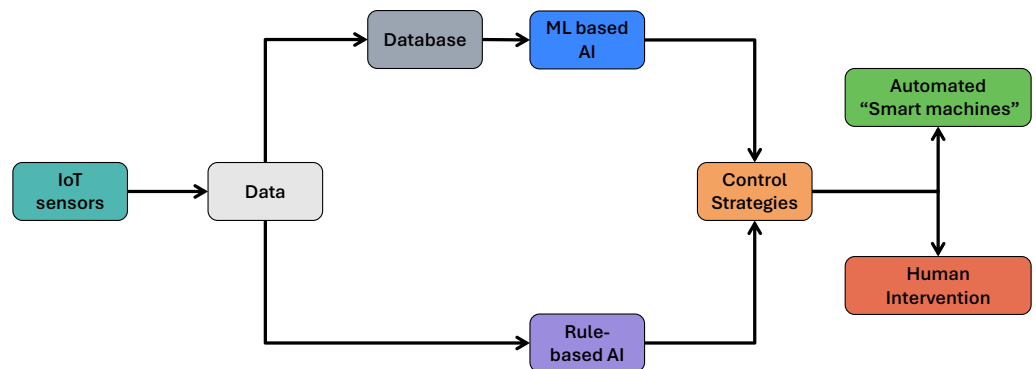 Database
ML based
AI
Automated
“Smart machines”
IoT
sensors
Data
Control
Strategies
Human
Intervention
Rule-
based AI